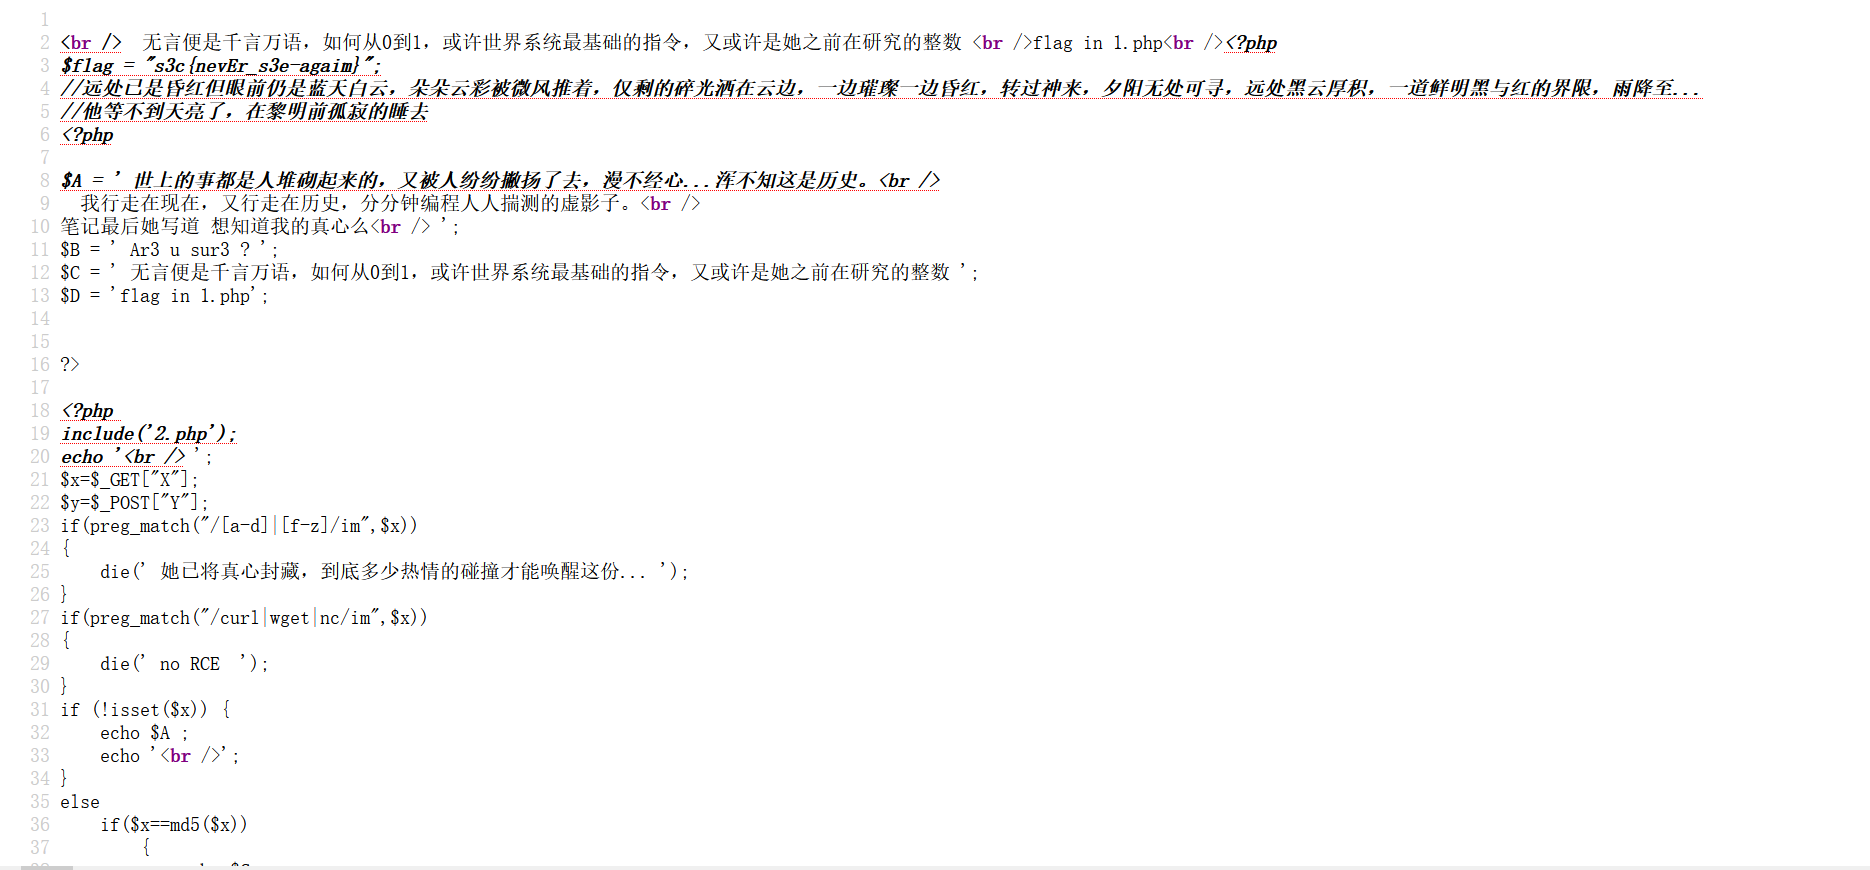 1
2 <br />  无言便是千言万语，如何从0到1，或许世界系统最基础的指令，又或许是她之前在研究的整数 <br />flag in 1.php<br /><?php
3 $flag = "s3c{nevEr_s3e-agaim}";
4 //远处已是昏红但眼前仍是蓝天白云，朵朵云彩被微风推着，仅剩的碎光洒在云边，一边璀璨一边昏红，转过神来，夕阳无处可寻，远处黑云厚积，一道鲜明黑与红的界限，雨降至...
5 //他等不到天亮了，在黎明前孤寂的睡去
6 <?php
7
8 $A = ' 世上的事都是人堆砌起来的，又被人纷纷撇扬了去，漫不经心...浑不知这是历史。<br />
9   我行走在现在，又行走在历史，分分钟编程人人揣测的虚影子。<br />
10 笔记最后她写道 想知道我的真心么<br /> ';
11 $B = ' Ar3 u sur3 ? ';
12 $C = ' 无言便是千言万语，如何从0到1，或许世界系统最基础的指令，又或许是她之前在研究的整数 ';
13 $D = 'flag in 1.php';
14
15
16 ?>
17
18 <?php
19 include('2.php');
20 echo '<br /> ';
21 $x=$_GET["X"];
22 $y=$_POST["Y"];
23 if(preg_match("/[a-d]|[f-z]/im",$x))
24 {
25     die(' 她已将真心封藏，到底多少热情的碰撞才能唤醒这份... ');
26 }
27 if(preg_match("/curl|wget|nc/im",$x))
28 {
29     die(' no RCE  ');
30 }
31 if (!isset($x)) {
32     echo $A ;
33     echo '<br />';
34 }
35 else
36     if($x==md5($x))
37         {